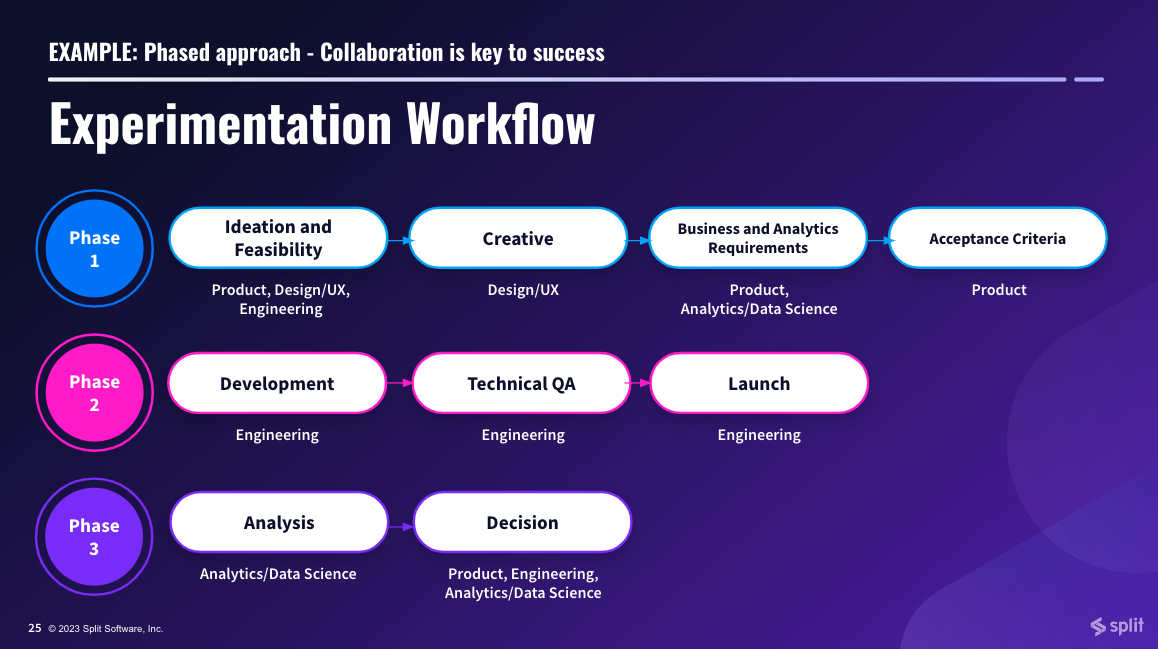 EXAMPLE: Phased approach - Collaboration is key to success
Experimentation Workflow
Phase
1
Ideation and
Feasibility
Creative
Business and Analytics
Requirements
Acceptance Criteria
Product, Design/UX,
Engineering
Design/UX
Product,
Analytics/Data Science
Product
Phase
2
Development
Technical QA
Launch
Engineering
Engineering
Engineering
Phase
3
Analysis
Decision
Analytics/Data Science
Product, Engineering,
Analytics/Data Science
25 © 2023 Split Software, Inc.
split